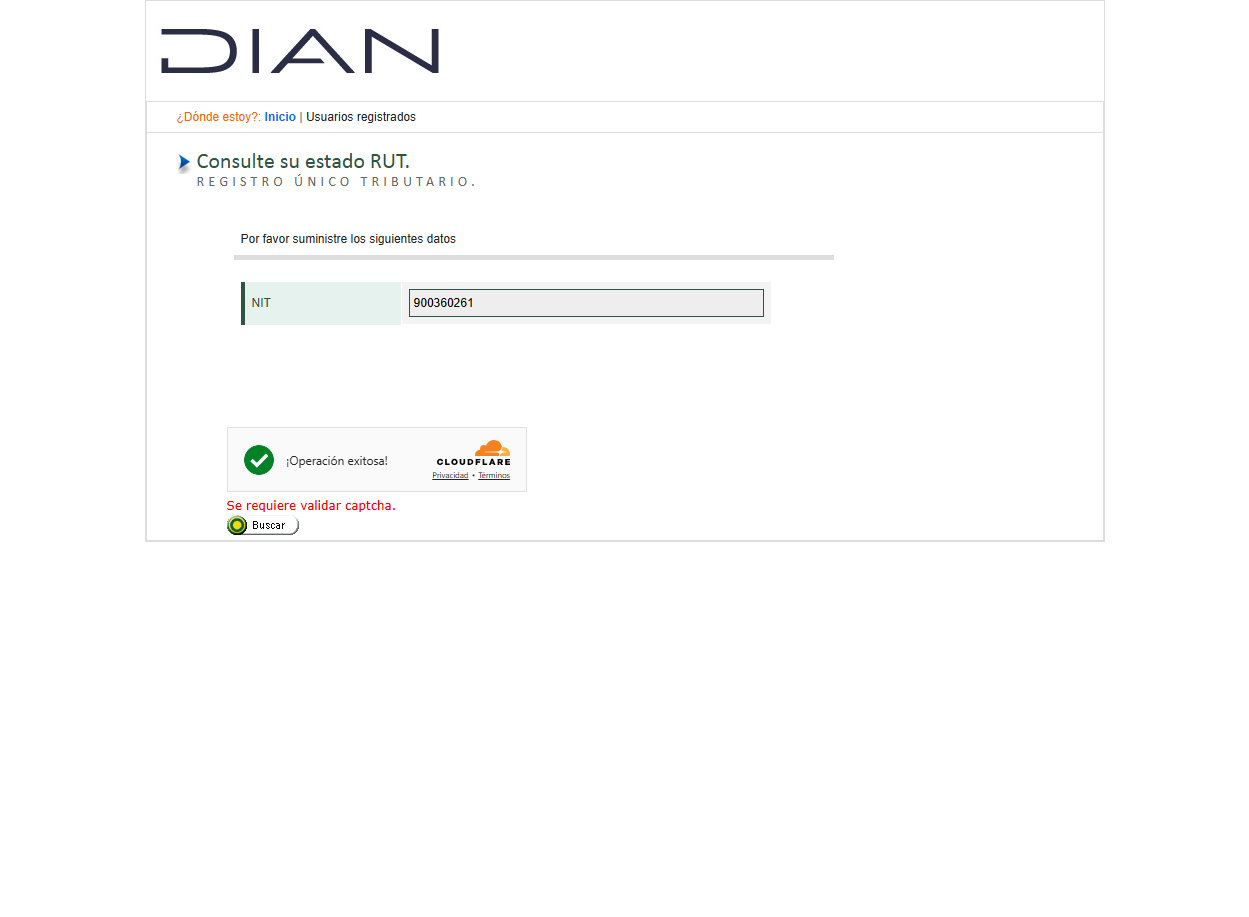 DIAN
¿Dónde estoy?: Inicio | Usuarios registrados
Consulte su estado RUT.
REGISTRO ÚNICO TRIBUTARIO.
Por favor suministre los siguientes datos
NIT 900360261
¡Operación exitosa!
CLOUDFLARE
Privacidad • Términos
Se requiere validar captcha.
Buscar